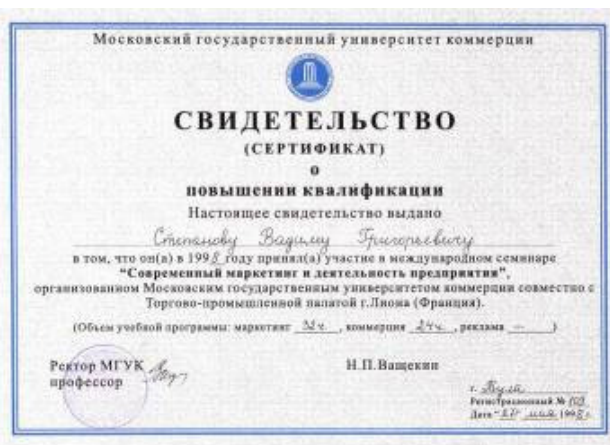 Московский государственный университет коммерции
СВИДЕТЕЛЬСТВО
(СЕРТИФИКАТ)
о
повышении квалификации
Настоящее свидетельство выдано
Степанову Вадиму Григорьевичу
в том, что он(а) в 1998 году принял(а) участие в международном семинаре
"Современный маркетинг и деятельность предприятия",
организованном Московским государственным университетом коммерции совместно с
Торгово-промышленной палатой г.Лиона (Франция).
(Объем учебной программы: маркетинг 32ч , коммерция 24ч , реклама — )
Ректор МГУК
профессор
Н.П.Ващекин
г. Тула
Регистрационный №
Дата " мая 1998г.